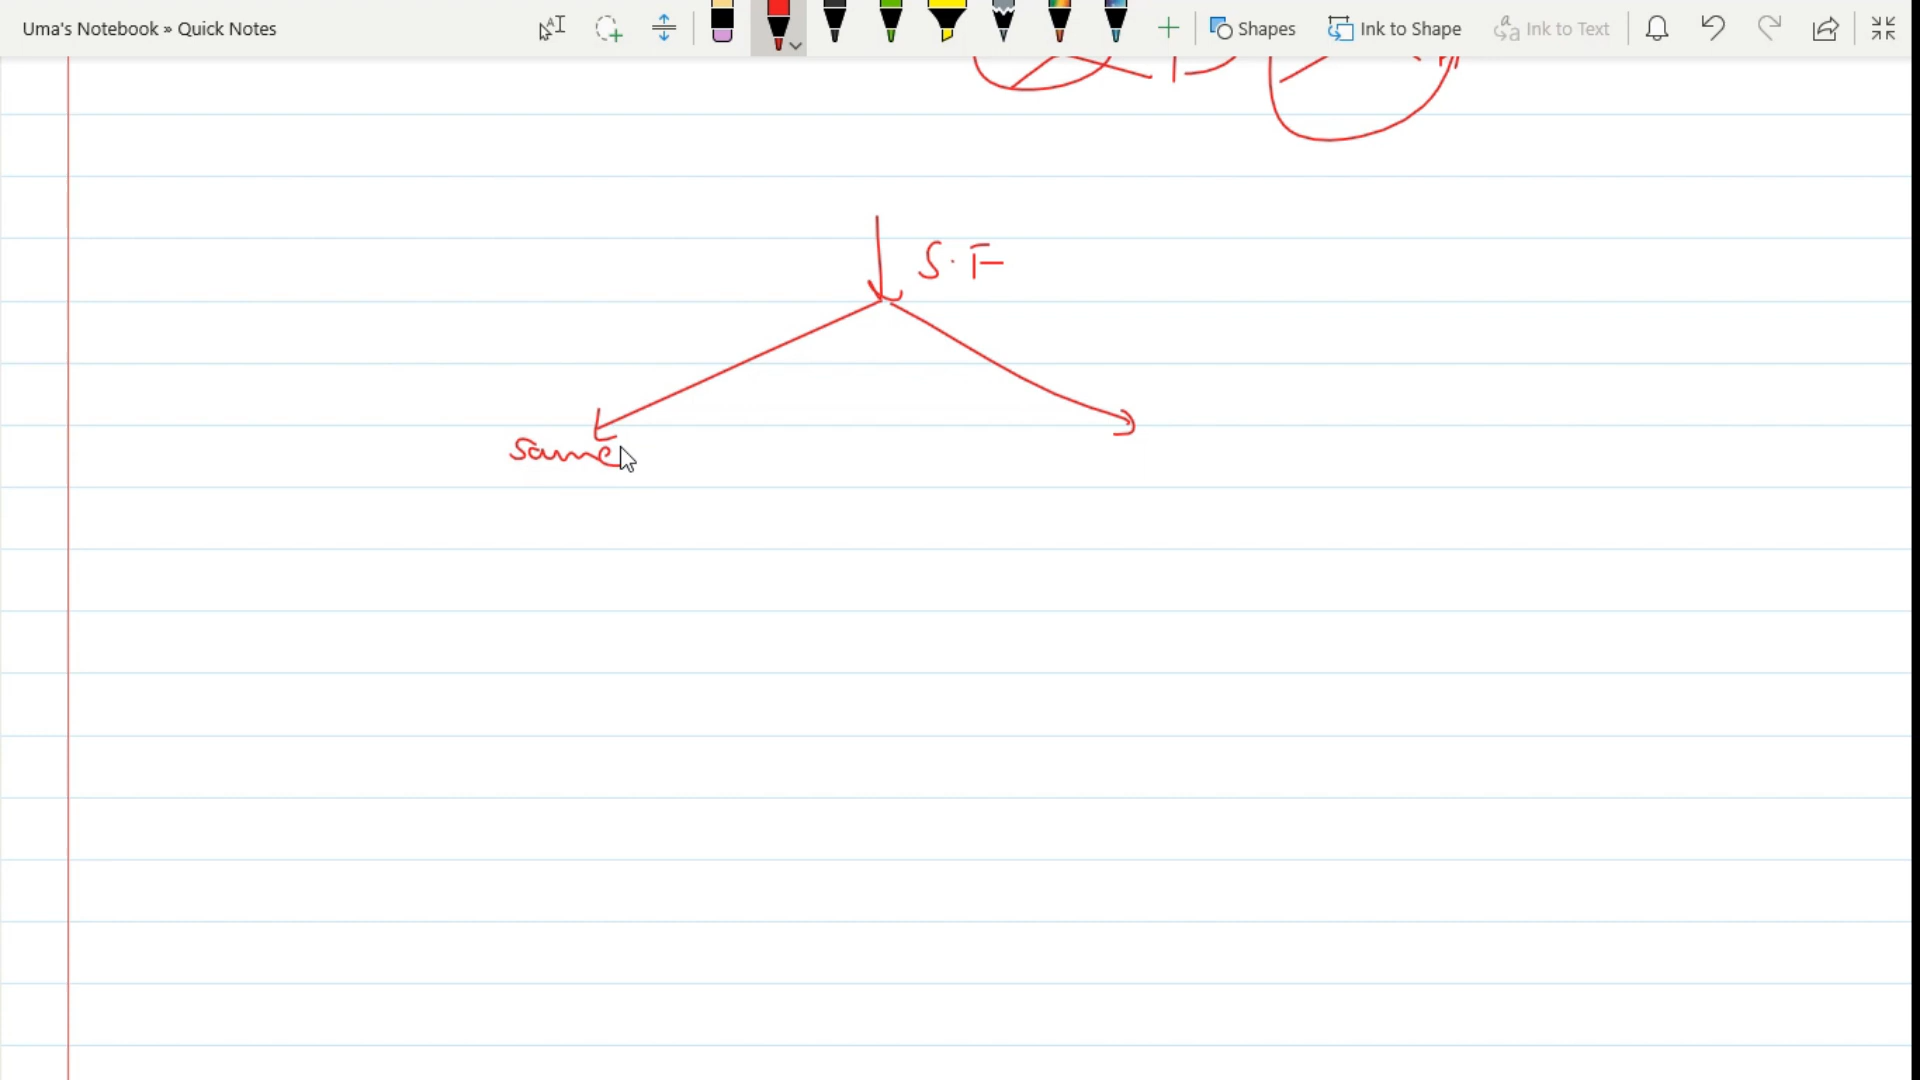 Uma's Notebook » Quick Notes
Shapes
Ink to Shape
Ink to Text
S.F
Same